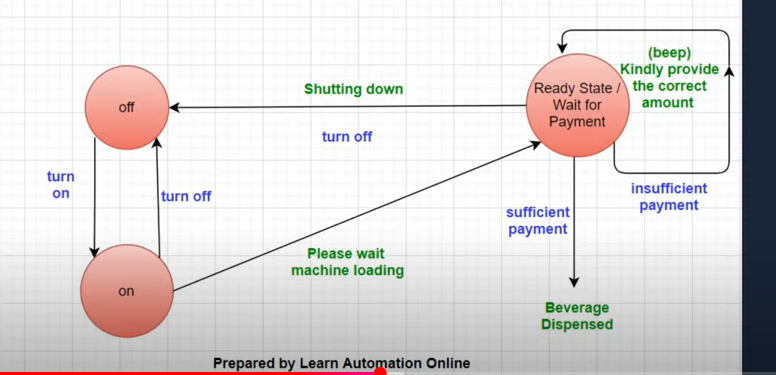 off
Shutting down
turn off
Ready State /
Wait for
Payment
(beep)
Kindly provide
the correct
amount
turn
on
turn off
sufficient
payment
insufficient
payment
on
Please wait
machine loading
Beverage
Dispensed
Prepared by Learn Automation Online